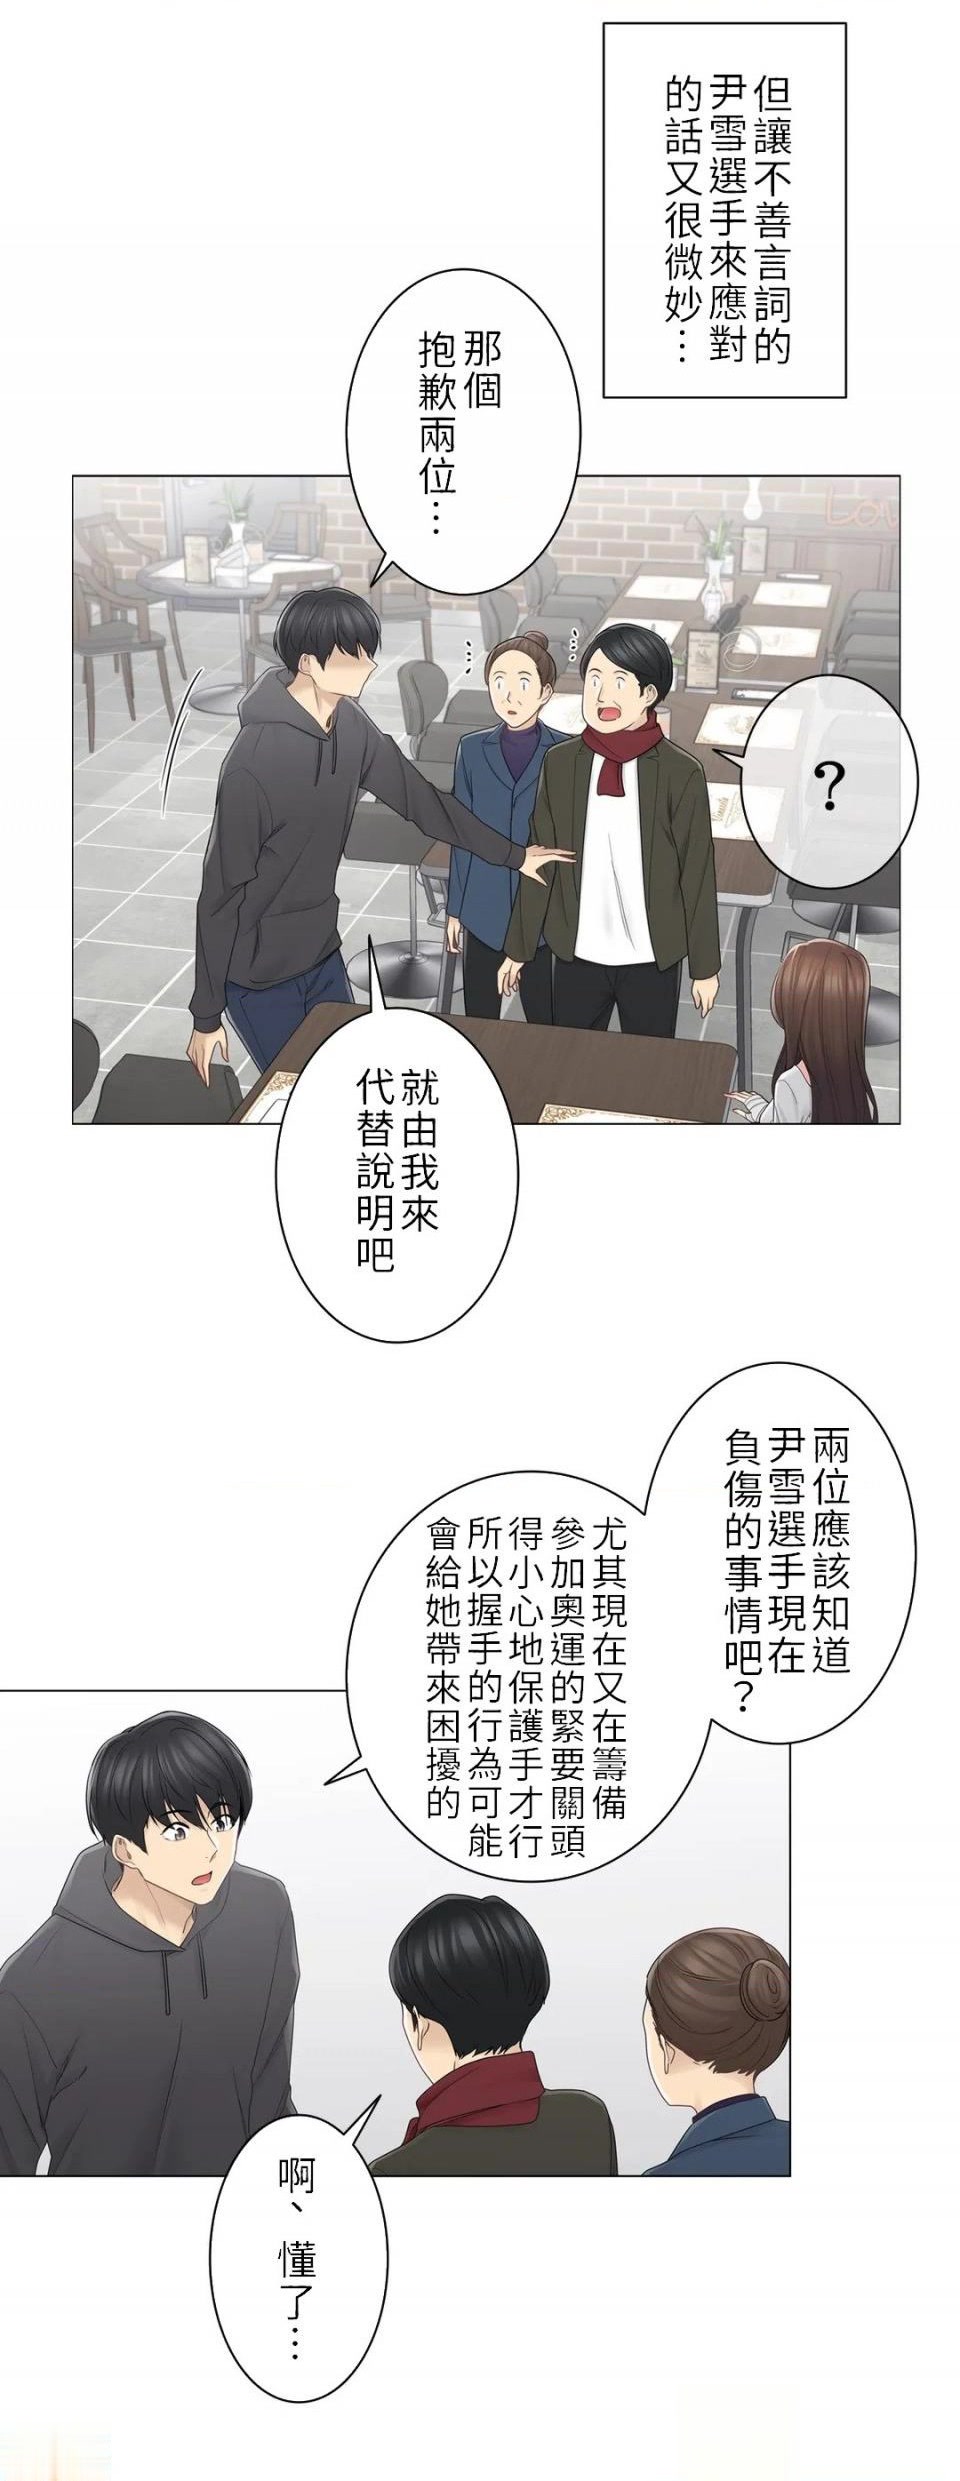 但讓不善言詞的
尹雪選手來應對
的話又很微妙…
那個
抱歉兩位…
Lov
？
就由我來
代替說明吧
兩位應該知道
尹雪選手現在
負傷的事情吧？
尤其現在又在籌備
參加奧運的緊要關頭
得小心地保護手才行
所以握手的行為可能
會給她帶來困擾的
啊、懂了…